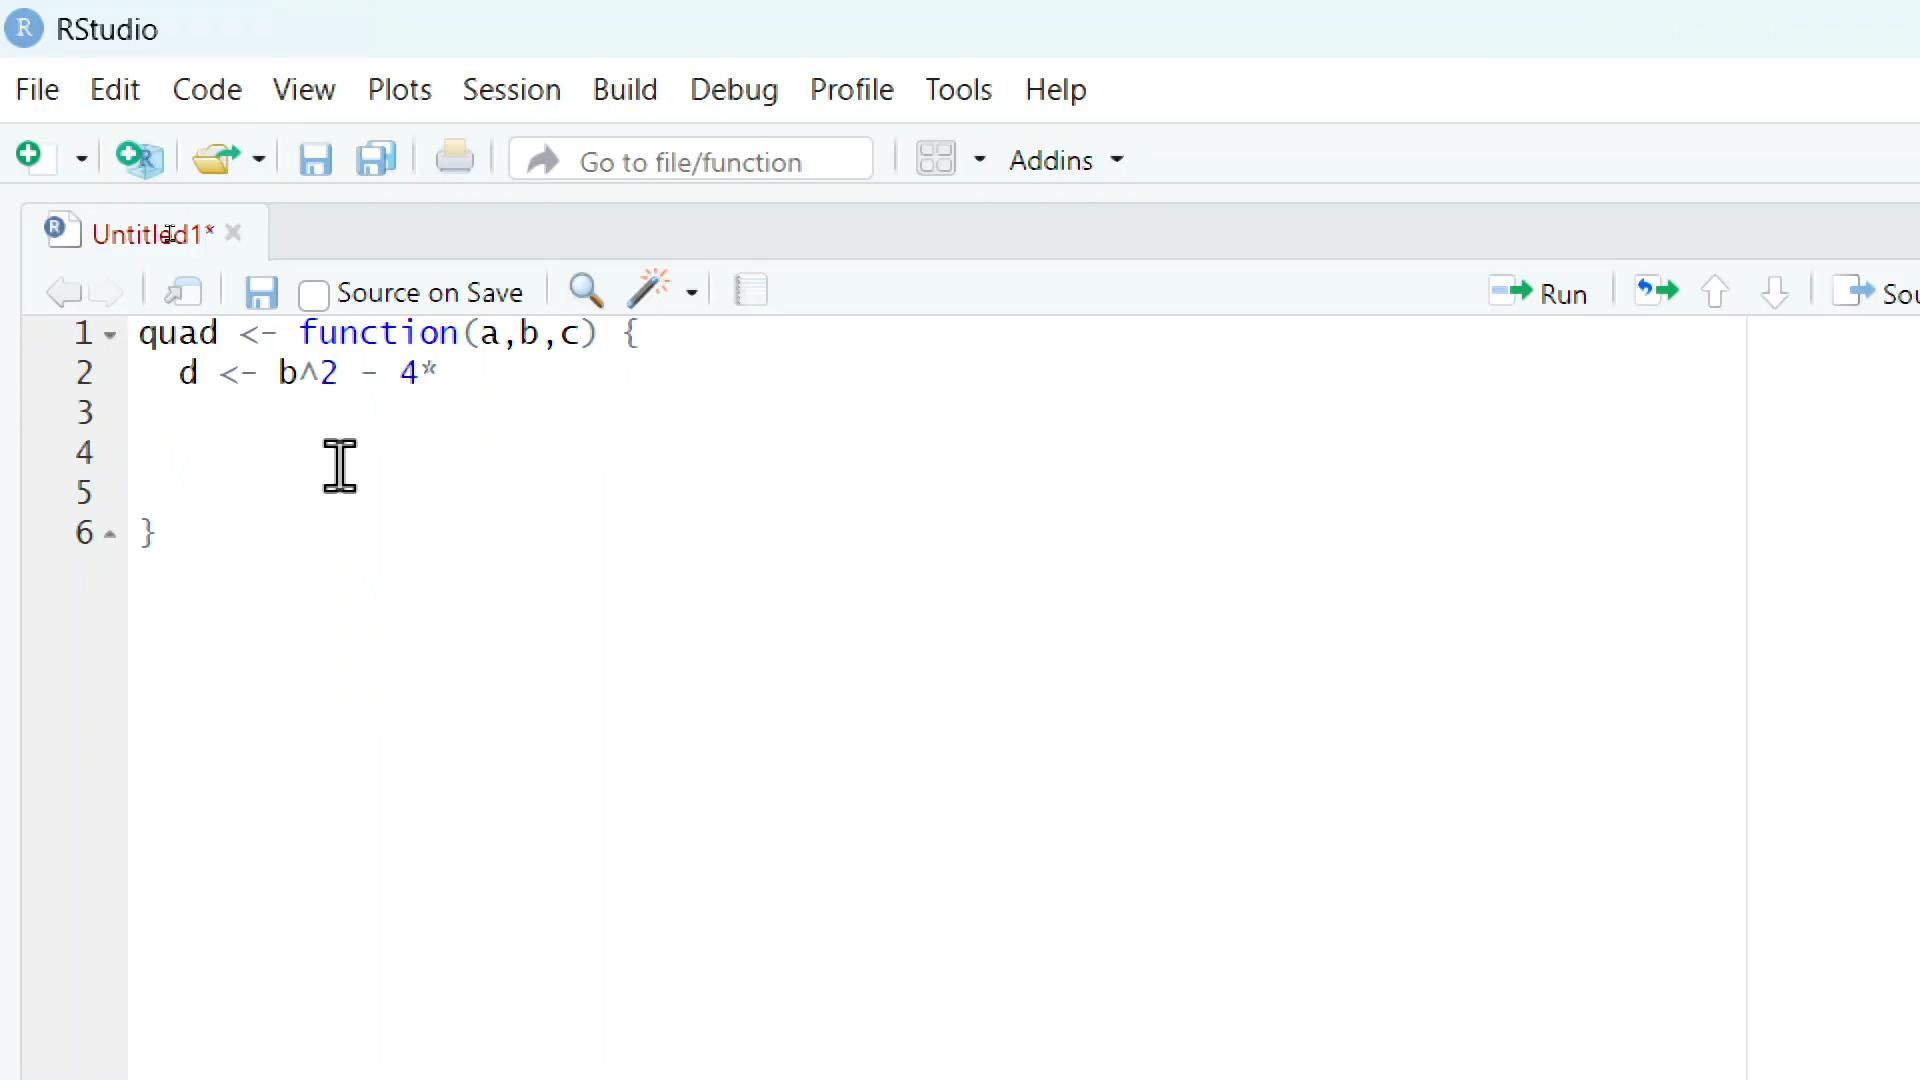 R RStudio
File Edit Code View Plots Session Build Debug Profile Tools Help
R Go to file/function Addins
R Untitled1*
Source on Save Run Sou
1 quad <- function(a,b,c) {
2 d <- b^2 - 4*
3
4
5
6 }